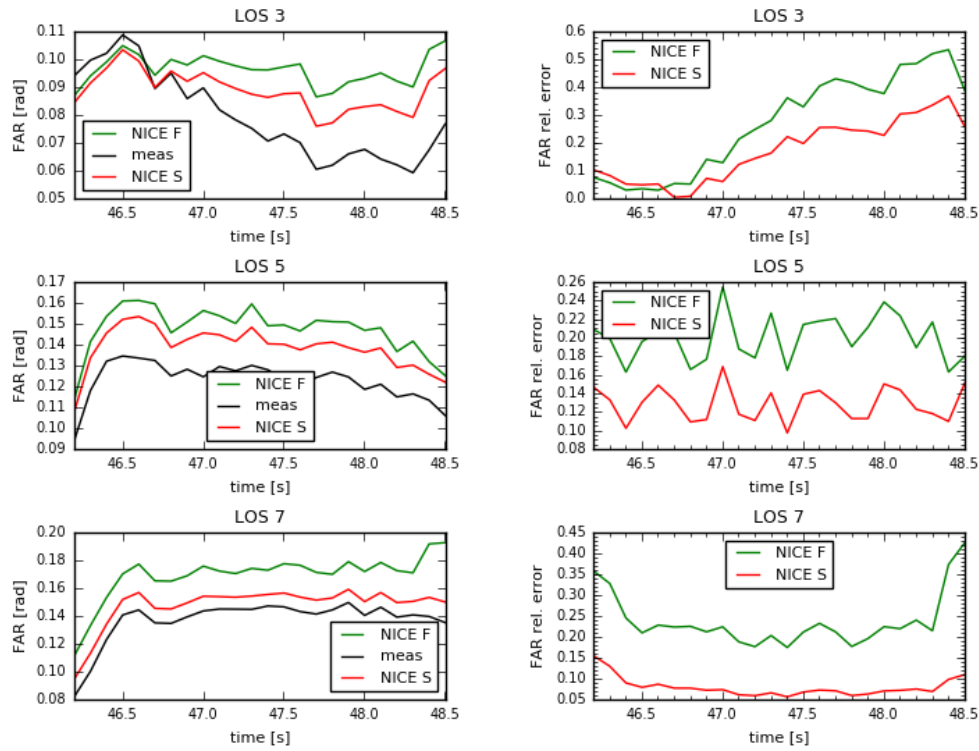 LOS 3
FAR [rad]
0.11
0.10
0.09
0.08
0.07
0.06
0.05
NICE F
meas
NICE S
46.5 47.0 47.5 48.0 48.5
time [s]
LOS 3
FAR rel. error
0.6
0.5
0.4
0.3
0.2
0.1
0.0
NICE F
NICE S
46.5 47.0 47.5 48.0 48.5
time [s]
LOS 5
FAR [rad]
0.17
0.16
0.15
0.14
0.13
0.12
0.11
0.10
0.09
NICE F
meas
NICE S
46.5 47.0 47.5 48.0 48.5
time [s]
LOS 5
FAR rel. error
0.26
0.24
0.22
0.20
0.18
0.16
0.14
0.12
0.10
0.08
NICE F
NICE S
46.5 47.0 47.5 48.0 48.5
time [s]
LOS 7
FAR [rad]
0.20
0.18
0.16
0.14
0.12
0.10
0.08
NICE F
meas
NICE S
46.5 47.0 47.5 48.0 48.5
time [s]
LOS 7
FAR rel. error
0.45
0.40
0.35
0.30
0.25
0.20
0.15
0.10
0.05
NICE F
NICE S
46.5 47.0 47.5 48.0 48.5
time [s]